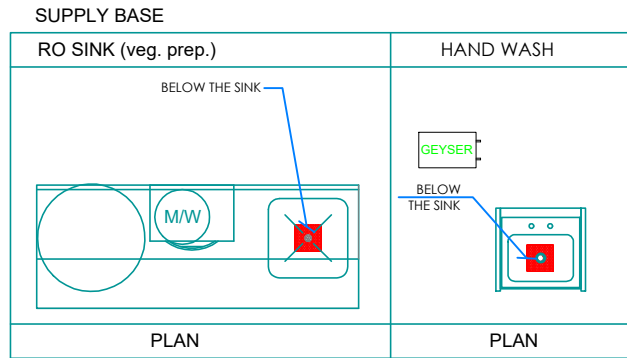 SUPPLY BASE
RO SINK (veg. prep.)
HAND WASH
BELOW THE SINK
M/W
GEYSER
BELOW
THE SINK
PLAN
PLAN